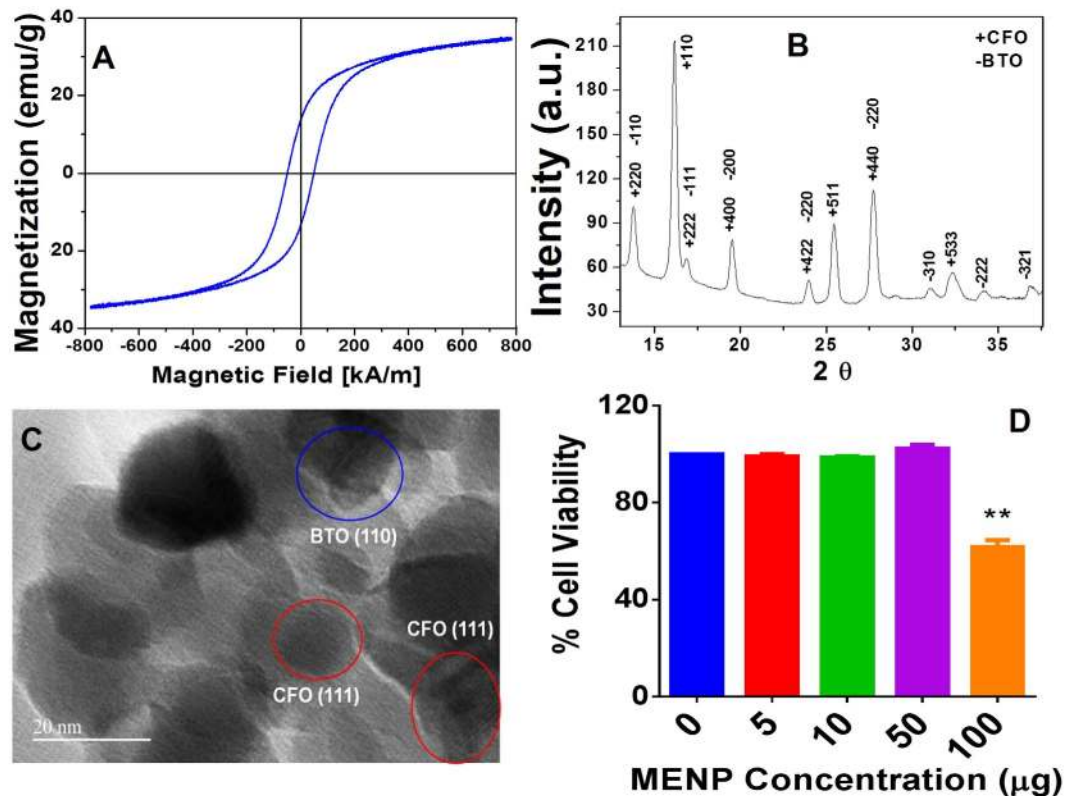 A
Magnetization (emu/g)
40
20
0
20
40
-800 -600 -400 -200 0 200 400 600 800
Magnetic Field [kA/m]
B
+CFO
-BTO
Intensity (a.u.)
210
180
150
120
90
60
30
+220 -110
+110
+222 -111
+400 -200
+422 -220
+511
+440 -220
-310
+533
-222
-321
15 20 25 30 35
2 θ
C
BTO (110)
CFO (111)
CFO (111)
20 nm
D
% Cell Viability
120
80
40
0
**
0 5 10 50 100
MENP Concentration (μg)